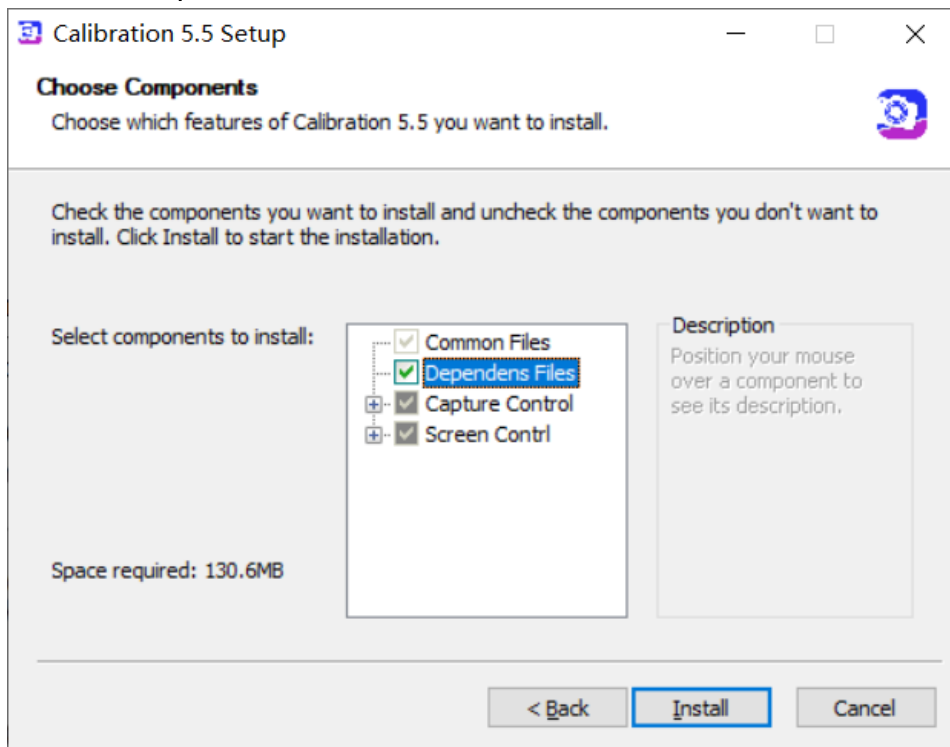 Calibration 5.5 Setup
Choose Components
Choose which features of Calibration 5.5 you want to install.
Check the components you want to install and uncheck the components you don't want to
install. Click Install to start the installation.
Select components to install:
Common Files
Dependens Files
Capture Control
Screen Contrl
Description
Position your mouse
over a component to
see its description.
Space required: 130.6MB
< Back
Install
Cancel